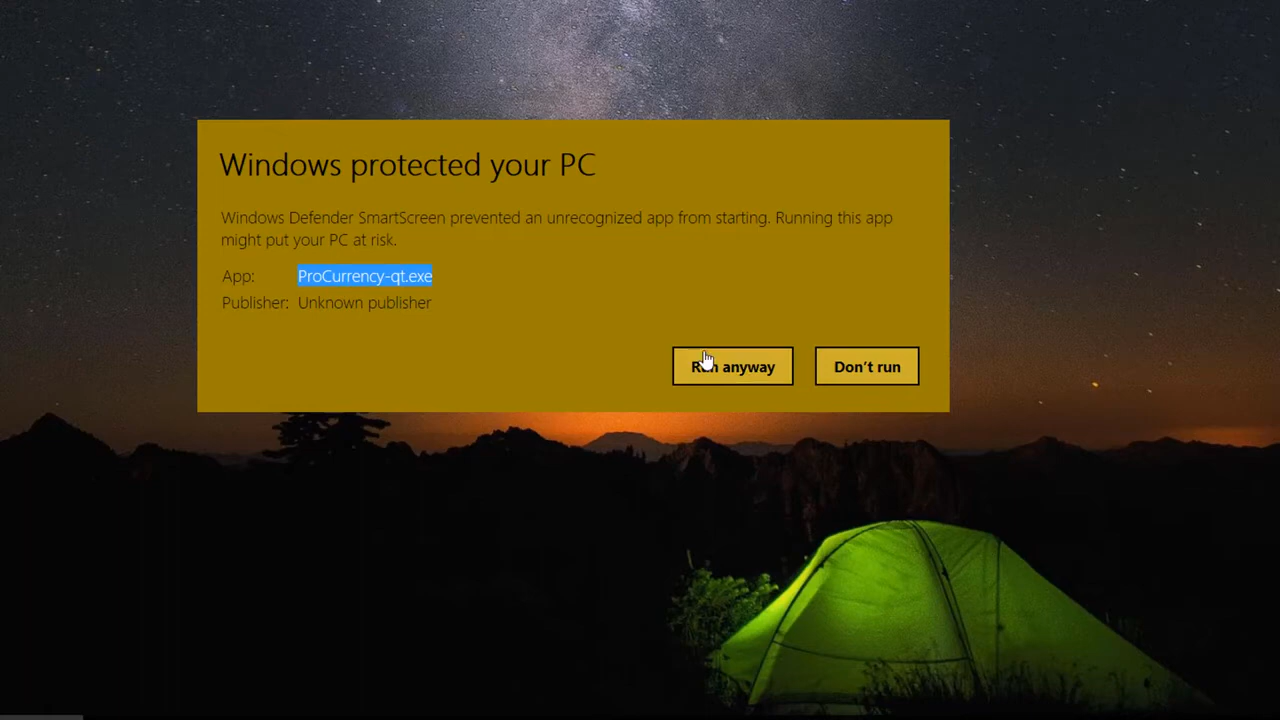 Windows protected your PC
Windows Defender SmartScreen prevented an unrecognized app from starting. Running this app
might put your PC at risk.
App: ProCurrency-qt.exe
Publisher: Unknown publisher
Run anyway Don't run